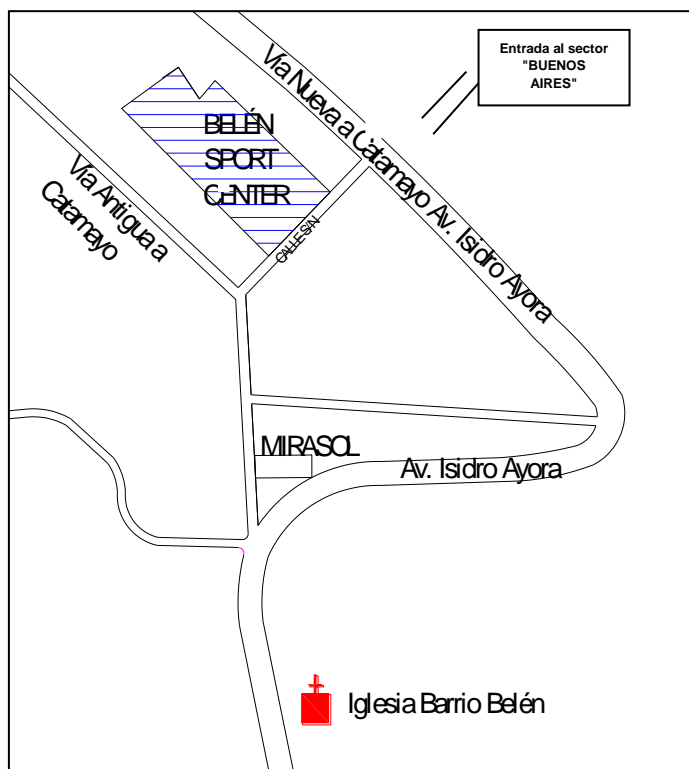 Entrada al sector
"BUENOS
AIRES"
Vía Nueva a Catamayo Av. Isidro Ayora
BELÉN
SPORT
CENTER
CALLE S/N
Vía Antigua a
Catamayo
MIRASOL
Av. Isidro Ayora
Iglesia Barrio Belén